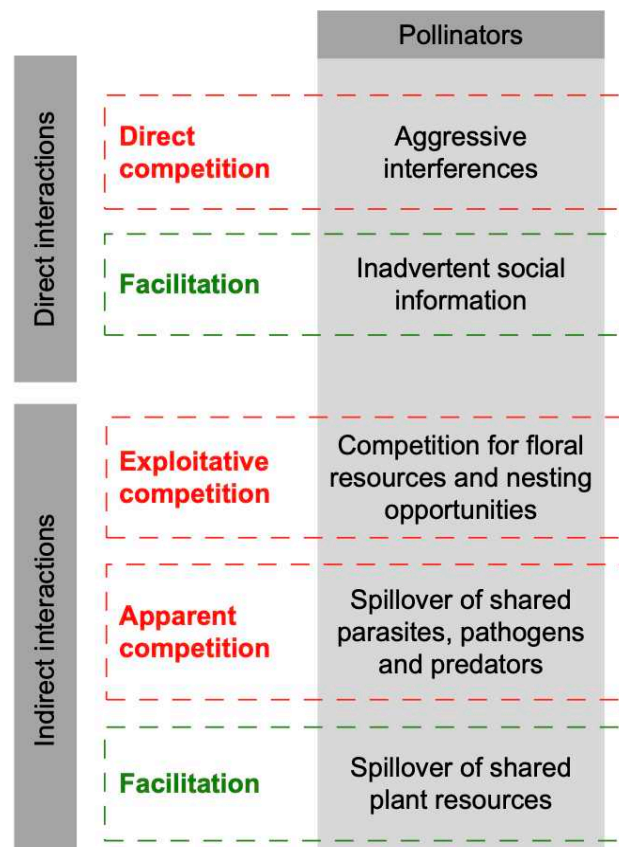 Pollinators
Direct interactions
Direct
competition
Aggressive
interferences
Facilitation
Inadvertent social
information
Indirect interactions
Exploitative
competition
Competition for floral
resources and nesting
opportunities
Apparent
competition
Spillover of shared
parasites, pathogens
and predators
Facilitation
Spillover of shared
plant resources